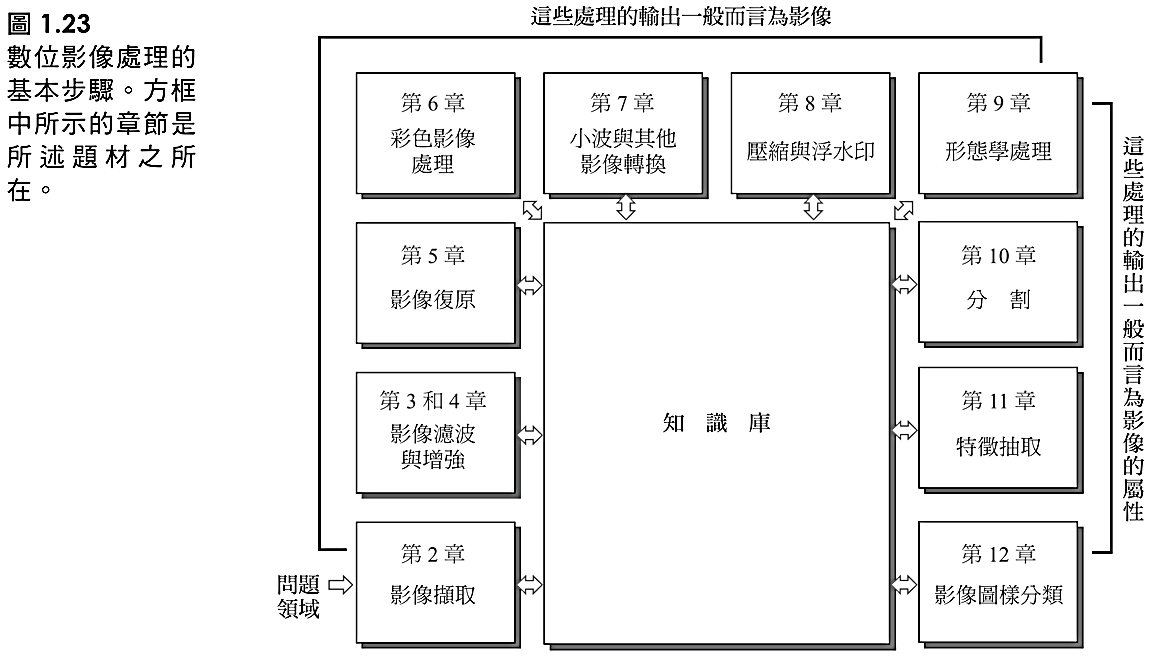 圖 1.23
數位影像處理的
基本步驟。方框
中所示的章節是
所述題材之所
在。
這些處理的輸出一般而言為影像
第 6 章
彩色影像
處理
第 7 章
小波與其他
影像轉換
第 8 章
壓縮與浮水印
第 9 章
形態學處理
第 5 章
影像復原
第 10 章
分 割
第 3 和 4 章
影像濾波
與增強
知 識 庫
第 11 章
特徵抽取
第 2 章
影像擷取
第 12 章
影像圖樣分類
問題
領域
這些處理的輸出一般而言為影像的屬性